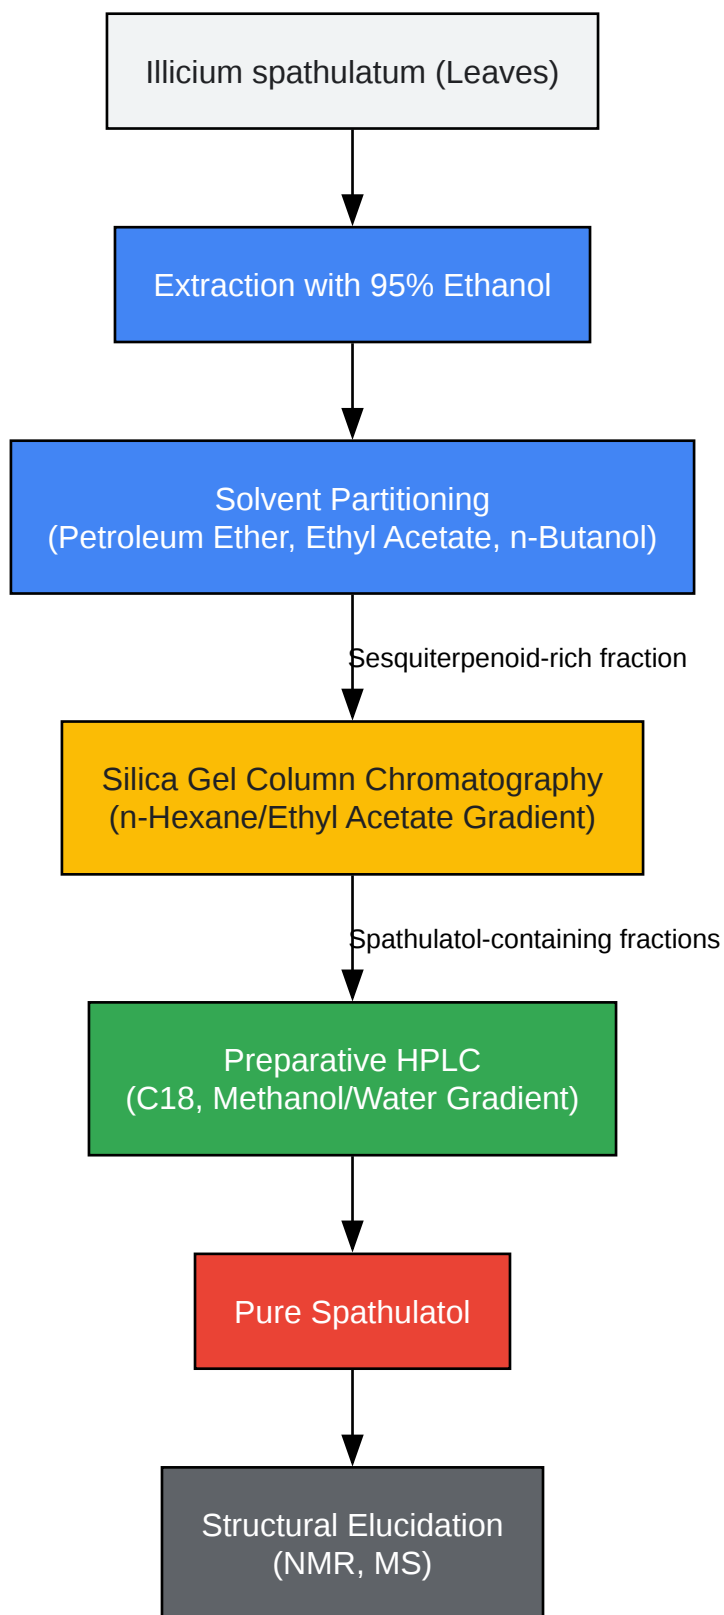 Illicium spathulatum (Leaves)
Extraction with 95% Ethanol
Solvent Partitioning
(Petroleum Ether, Ethyl Acetate, n-Butanol)
Sesquiterpenoid-rich fraction
Silica Gel Column Chromatography
(n-Hexane/Ethyl Acetate Gradient)
Spathulatol-containing fractions
Preparative HPLC
(C18, Methanol/Water Gradient)
Pure Spathulatol
Structural Elucidation
(NMR, MS)